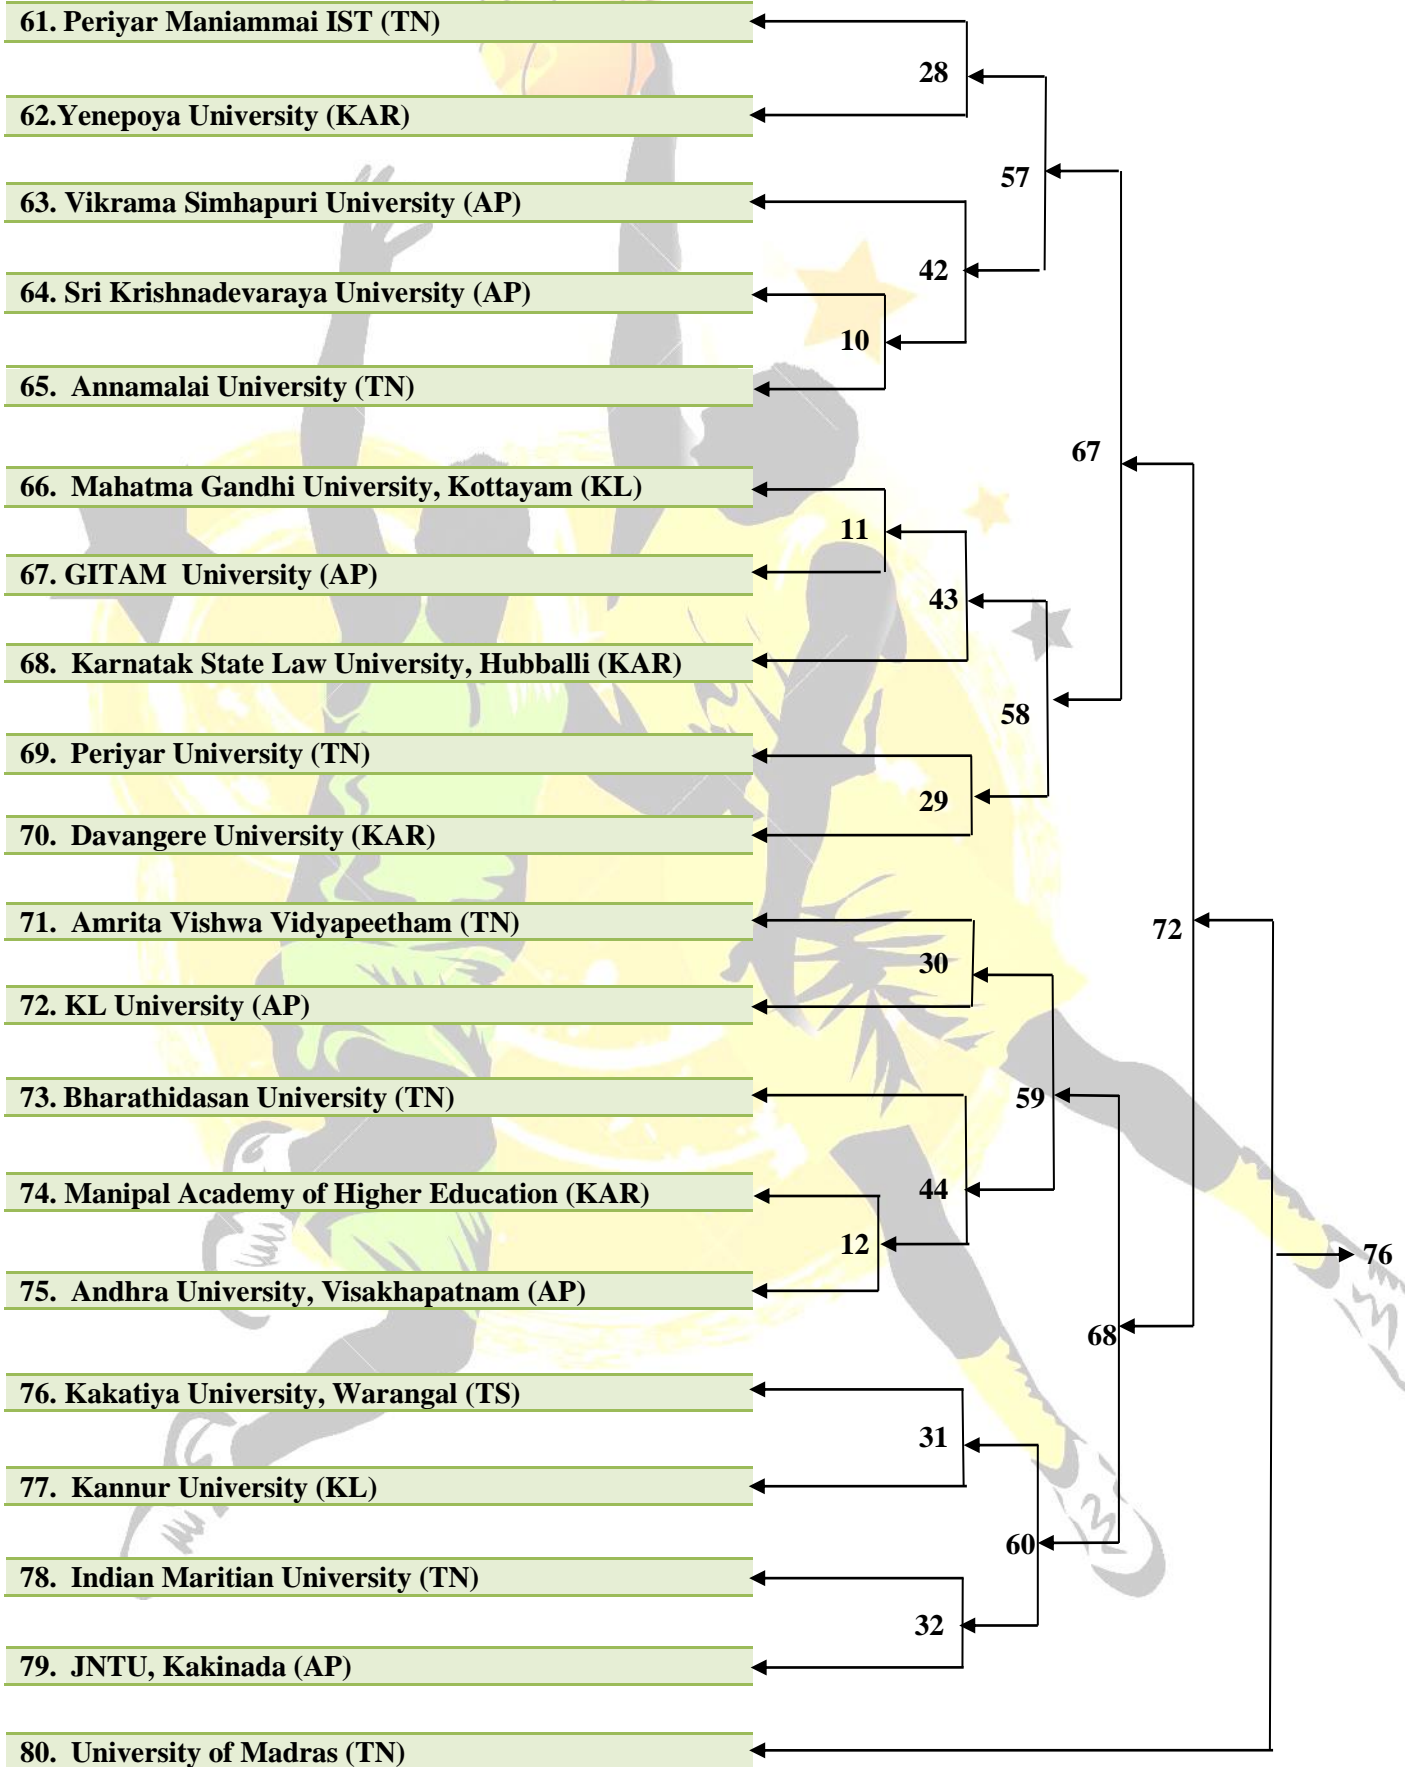 61. Periyar Maniammai IST (TN)
28
62.Yenepoya University (KAR)
57
63. Vikrama Simhapuri University (AP)
42
64. Sri Krishnadevaraya University (AP)
10
65. Annamalai University (TN)
67
66. Mahatma Gandhi University, Kottayam (KL)
11
67. GITAM University (AP)
43
68. Karnatak State Law University, Hubballi (KAR)
58
69. Periyar University (TN)
29
70. Davangere University (KAR)
71. Amrita Vishwa Vidyapeetham (TN)
72
30
72. KL University (AP)
73. Bharathidasan University (TN)
59
74. Manipal Academy of Higher Education (KAR)
44
12
76
75. Andhra University, Visakhapatnam (AP)
68
76. Kakatiya University, Warangal (TS)
31
77. Kannur University (KL)
60
78. Indian Maritian University (TN)
32
79. JNTU, Kakinada (AP)
80. University of Madras (TN)